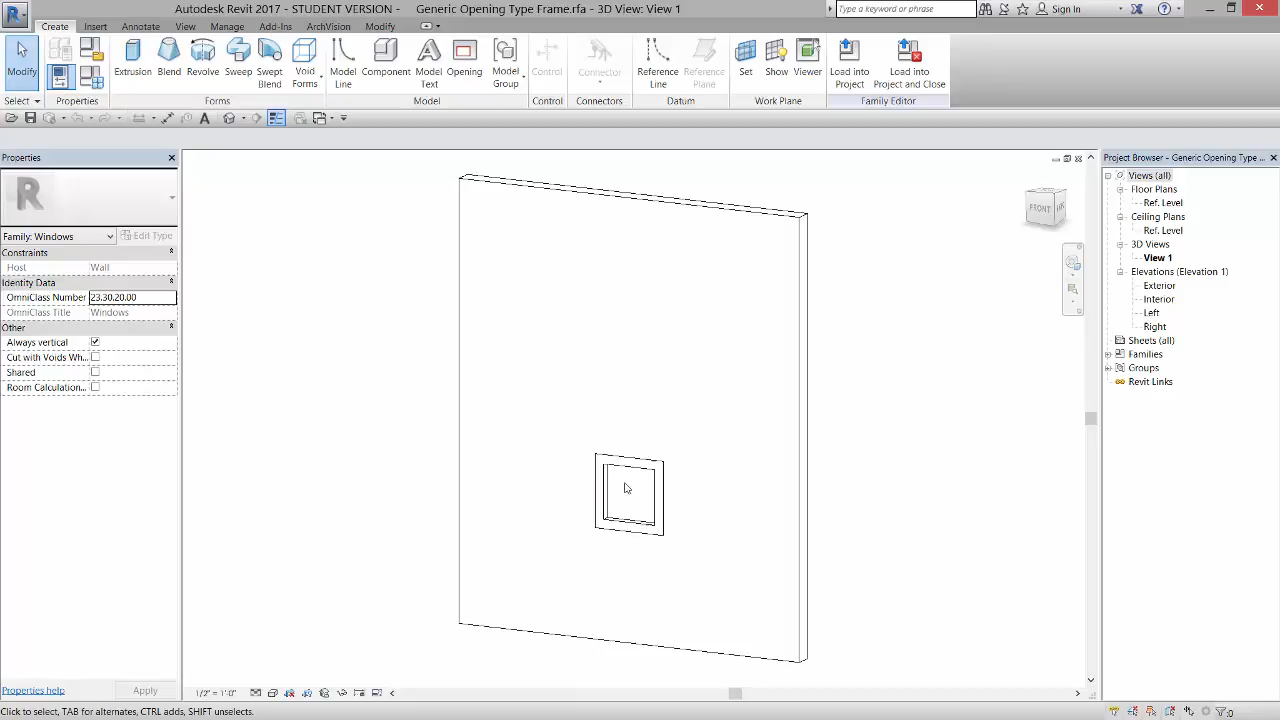 Autodesk Revit 2017 - STUDENT VERSION - Generic Opening Type Frame.rfa - 3D View: View 1
Type a keyword or phrase
Sign In
Create Insert Annotate View Manage Add-Ins ArchVision Modify
Modify
Extrusion Blend Revolve Sweep Swept Blend Void Forms
Model Line Component Model Text Opening Model Group
Control Connector Reference Line Reference Plane
Set Show Viewer
Load into Project Load into Project and Close
Select Properties Forms Model Control Connectors Datum Work Plane Family Editor
Properties
Family: Windows Edit Type
Constraints
Host Wall
Identity Data
OmniClass Number 23.30.20.00
OmniClass Title Windows
Other
Always vertical
Cut with Voids Wh...
Shared
Room Calculation...
Properties help Apply
FRONT
Project Browser - Generic Opening Type ...
Views (all)
Floor Plans
Ref. Level
Ceiling Plans
Ref. Level
3D Views
View 1
Elevations (Elevation 1)
Exterior
Interior
Left
Right
Sheets (all)
Families
Groups
Revit Links
1/2" = 1'-0"
Click to select, TAB for alternates, CTRL adds, SHIFT unselects.
:0